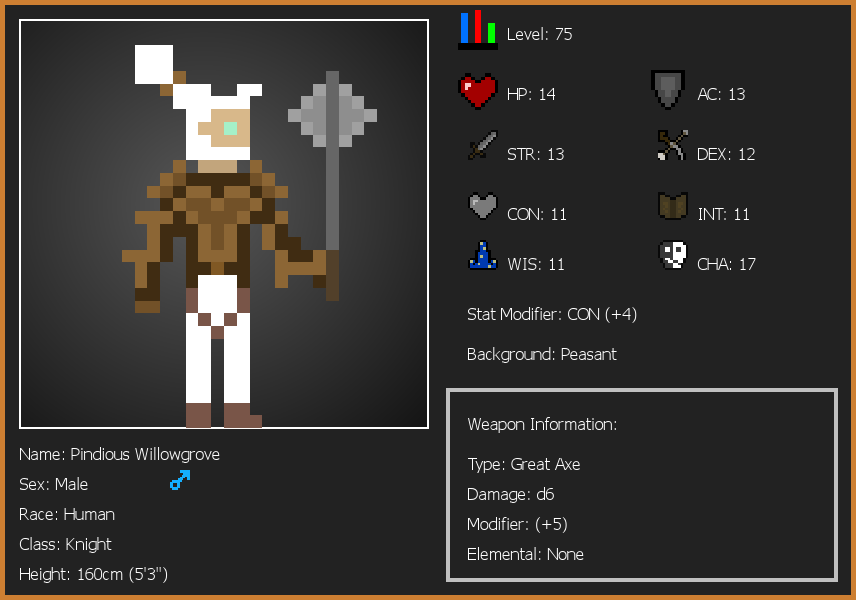 Level: 75
HP: 14
AC: 13
STR: 13
DEX: 12
CON: 11
INT: 11
WIS: 11
CHA: 17
Stat Modifier: CON (+4)
Background: Peasant
Weapon Information:
Type: Great Axe
Damage: d6
Modifier: (+5)
Elemental: None
Name: Pindious Willowgrove
Sex: Male
Race: Human
Class: Knight
Height: 160cm (5'3")